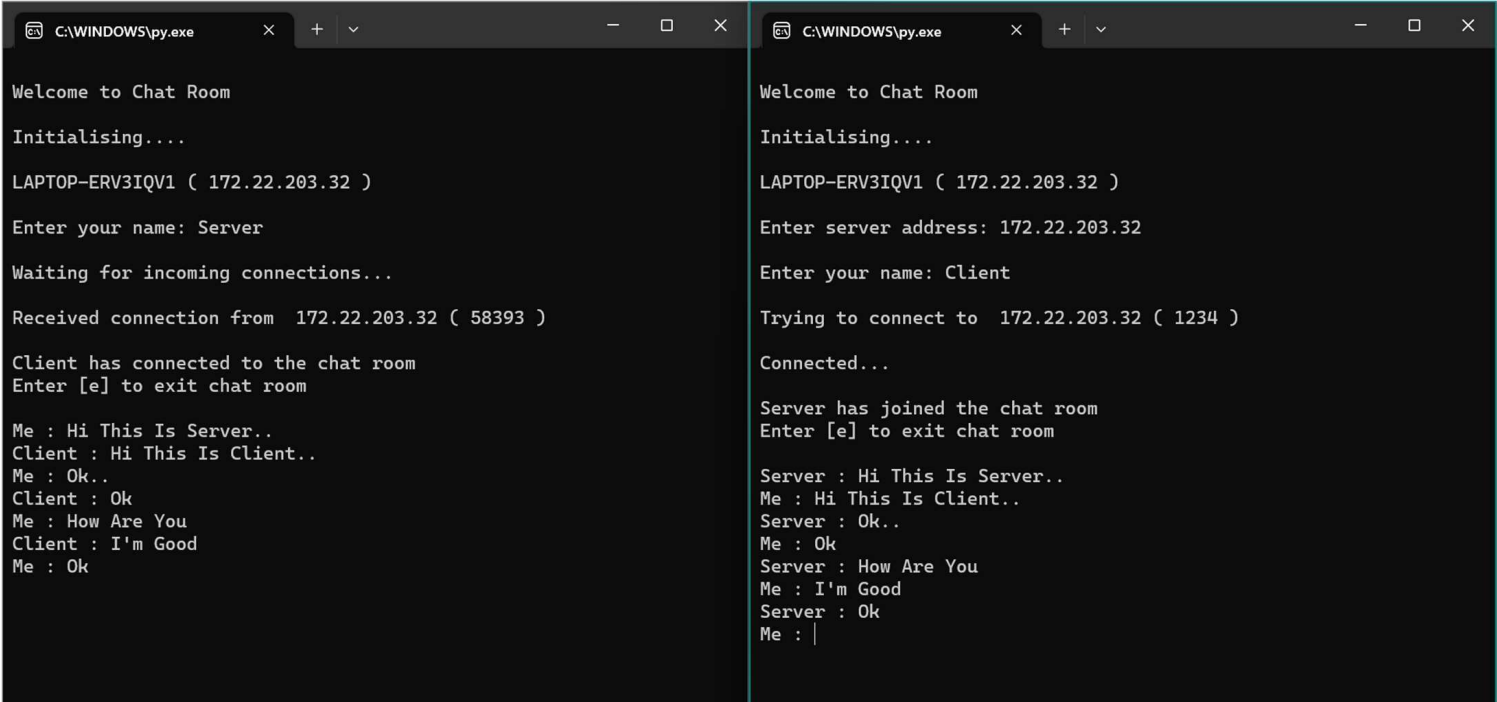 C:\WINDOWS\py.exe
Welcome to Chat Room
Initialising....
LAPTOP-ERV3IQV1 ( 172.22.203.32 )
Enter your name: Server
Waiting for incoming connections...
Received connection from  172.22.203.32 ( 58393 )
Client has connected to the chat room
Enter [e] to exit chat room
Me : Hi This Is Server..
Client : Hi This Is Client..
Me : Ok..
Client : Ok
Me : How Are You
Client : I'm Good
Me : Ok
C:\WINDOWS\py.exe
Welcome to Chat Room
Initialising....
LAPTOP-ERV3IQV1 ( 172.22.203.32 )
Enter server address: 172.22.203.32
Enter your name: Client
Trying to connect to  172.22.203.32 ( 1234 )
Connected...
Server has joined the chat room
Enter [e] to exit chat room
Server : Hi This Is Server..
Me : Hi This Is Client..
Server : Ok..
Me : Ok
Server : How Are You
Me : I'm Good
Server : Ok
Me :